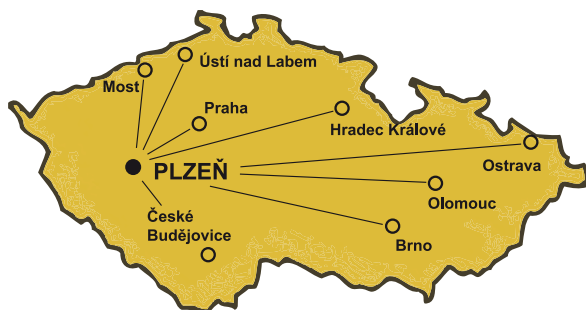 Ústí nad Labem
Most
Praha
Hradec Králové
Ostrava
PLZEŇ
Olomouc
České
Budějovice
Brno